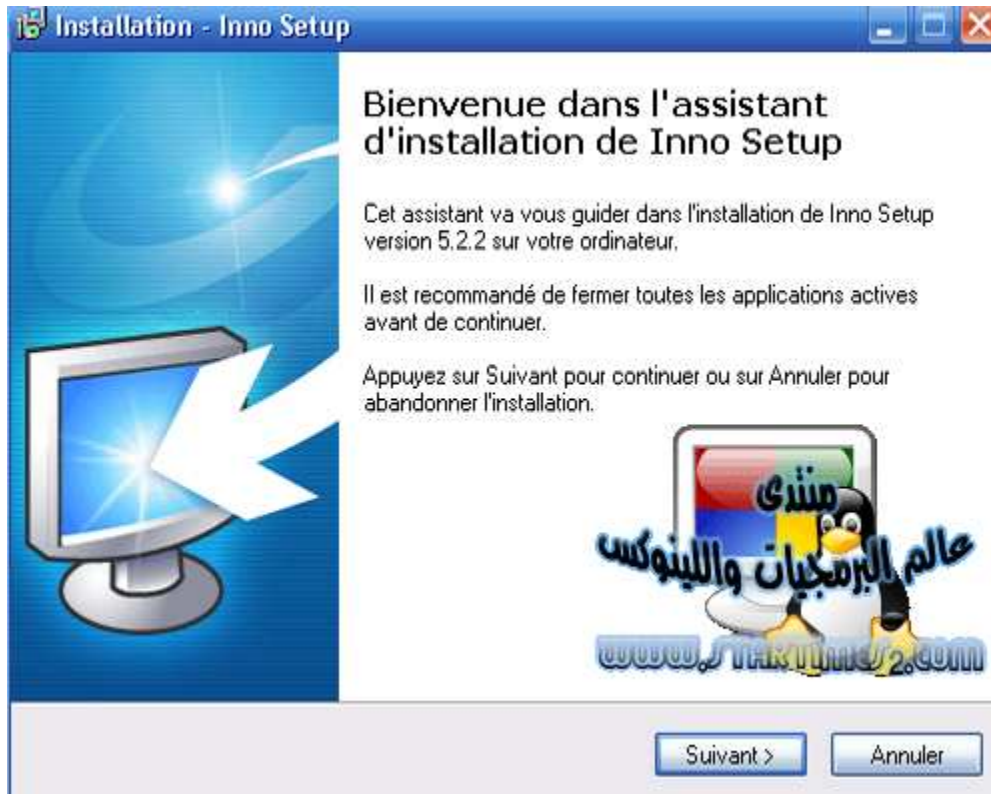 Installation - Inno Setup
Bienvenue dans l'assistant
d'installation de Inno Setup
Cet assistant va vous guider dans l'installation de Inno Setup
version 5.2.2 sur votre ordinateur.
Il est recommandé de fermer toutes les applications actives
avant de continuer.
Appuyez sur Suivant pour continuer ou sur Annuler pour
abandonner l'installation.
منتدى
عالم البرمجيات واللينوكس
www.STARTIMES2.COM
Suivant >
Annuler